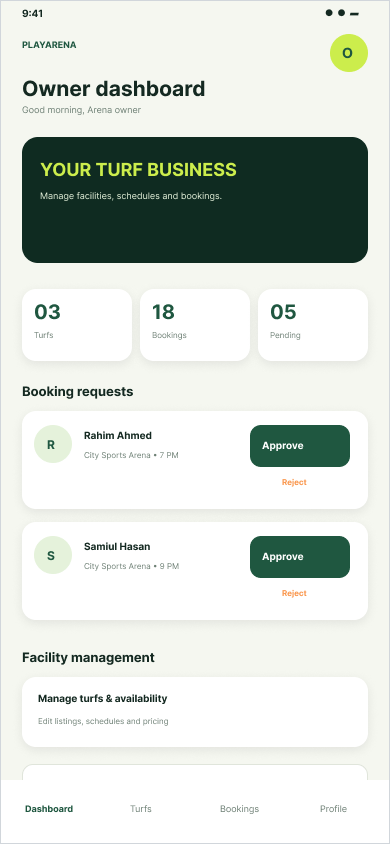 9:41
PLAYARENA
O
Owner dashboard
Good morning, Arena owner
YOUR TURF BUSINESS
Manage facilities, schedules and bookings.
03
Turfs
18
Bookings
05
Pending
Booking requests
R
Rahim Ahmed
City Sports Arena • 7 PM
Approve
Reject
S
Samiul Hasan
City Sports Arena • 9 PM
Approve
Reject
Facility management
Manage turfs & availability
Edit listings, schedules and pricing
Dashboard
Turfs
Bookings
Profile